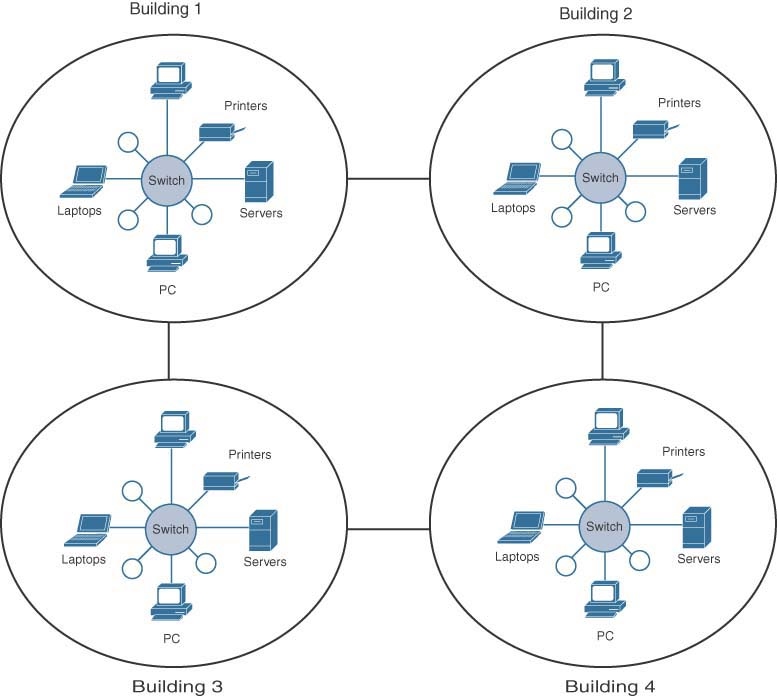 Building 1
Building 2
Printers
Switch
Laptops
Servers
PC
Printers
Switch
Laptops
Servers
PC
Printers
Switch
Laptops
Servers
PC
Printers
Switch
Laptops
Servers
PC
Building 3
Building 4